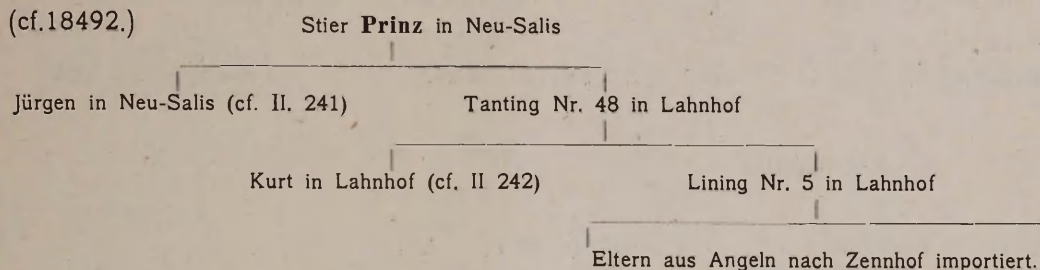 (cf.18492.) Stier Prinz in Neu-Salis
Jürgen in Neu-Salis (cf. II. 241) Tanting Nr. 48 in Lahnhof
Kurt in Lahnhof (cf. II 242) Lining Nr. 5 in Lahnhof
Eltern aus Angeln nach Zennhof importiert.